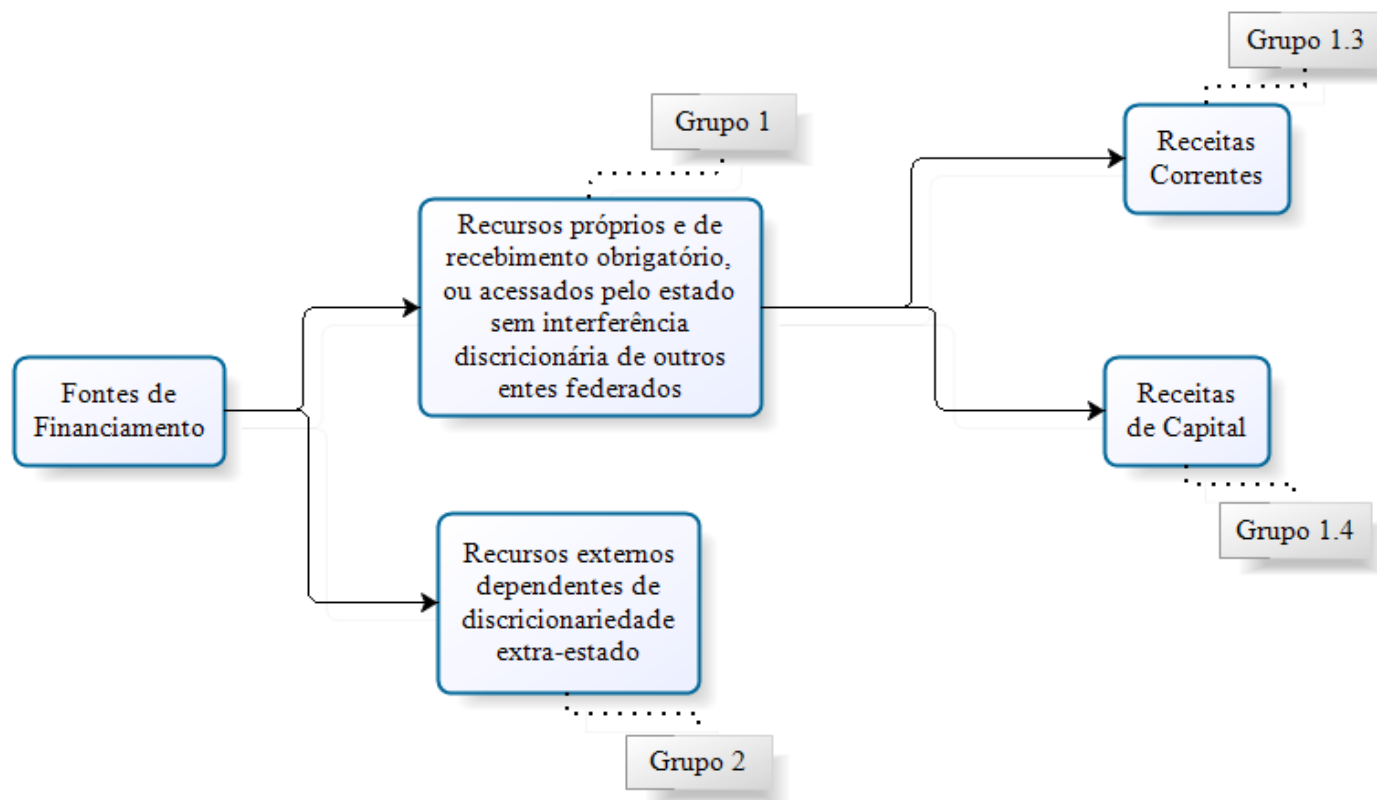 Grupo 1.3
Grupo 1
Receitas
Correntes
Recursos próprios e de
recebimento obrigatório,
ou acessados pelo estado
sem interferência
discricionária de outros
entes federados
Fontes de
Financiamento
Receitas
de Capital
Grupo 1.4
Recursos externos
dependentes de
discricionariedade
extra-estado
Grupo 2